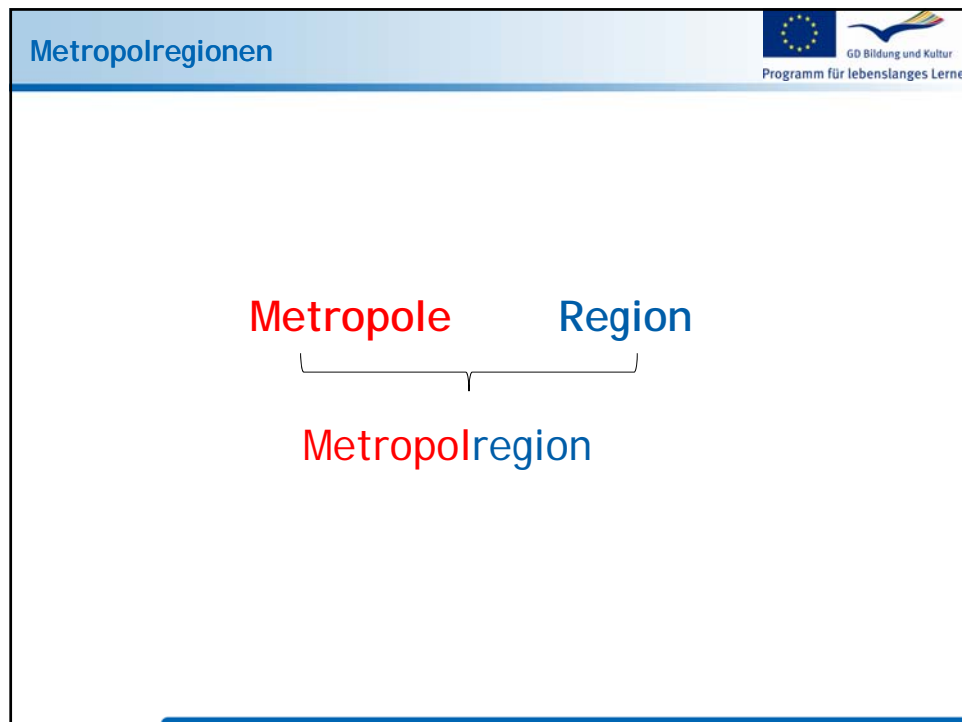 Metropolregionen
GD Bildung und Kultur
Programm für lebenslanges Lerne
Metropole Region
Metropolregion